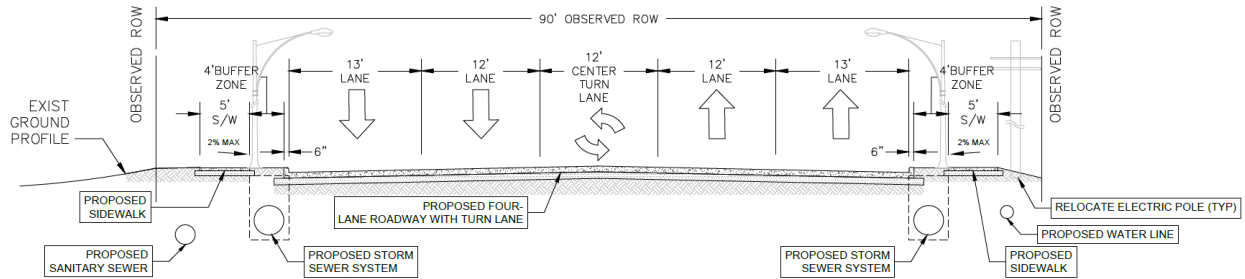 90' OBSERVED ROW
OBSERVED ROW
OBSERVED ROW
4'BUFFER
ZONE
5'
S/W
2% MAX
6"
13'
LANE
12'
LANE
12'
CENTER
TURN
LANE
12'
LANE
13'
LANE
4'BUFFER
ZONE
5'
S/W
2% MAX
6"
EXIST
GROUND
PROFILE
PROPOSED
SIDEWALK
PROPOSED FOUR-
LANE ROADWAY WITH TURN LANE
RELOCATE ELECTRIC POLE (TYP)
PROPOSED WATER LINE
PROPOSED
SANITARY SEWER
PROPOSED STORM
SEWER SYSTEM
PROPOSED STORM
SEWER SYSTEM
PROPOSED
SIDEWALK